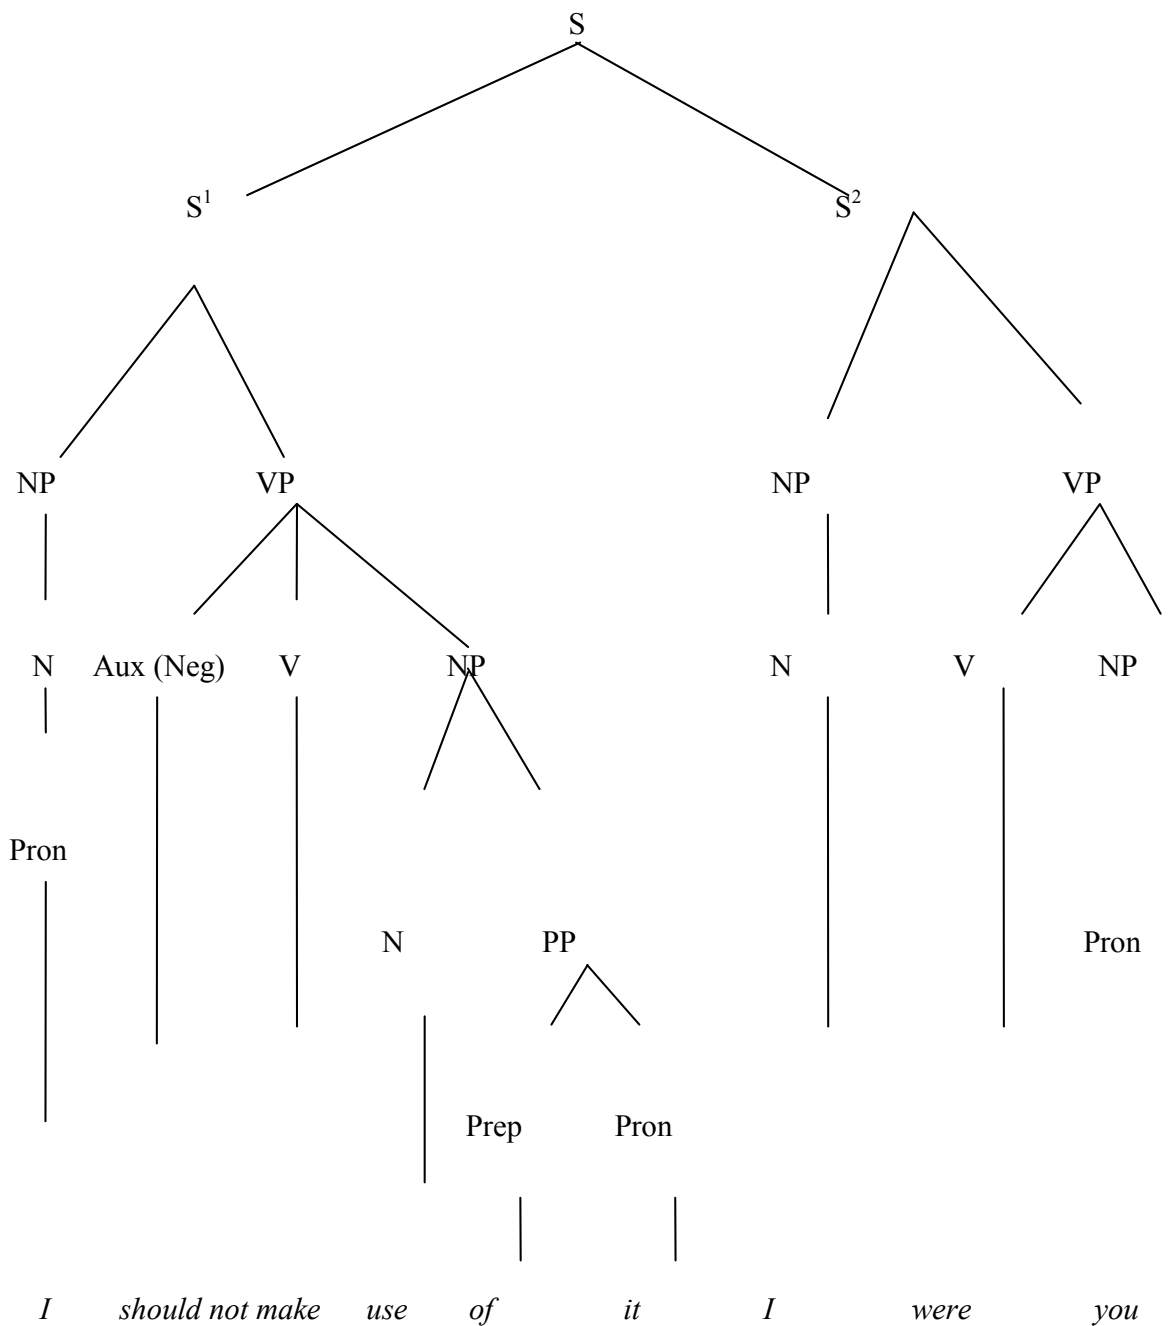 S
S¹ S²
NP VP NP VP
N Aux (Neg) V NP N V NP
Pron
N PP Pron
Prep Pron
I should not make use of it I were you